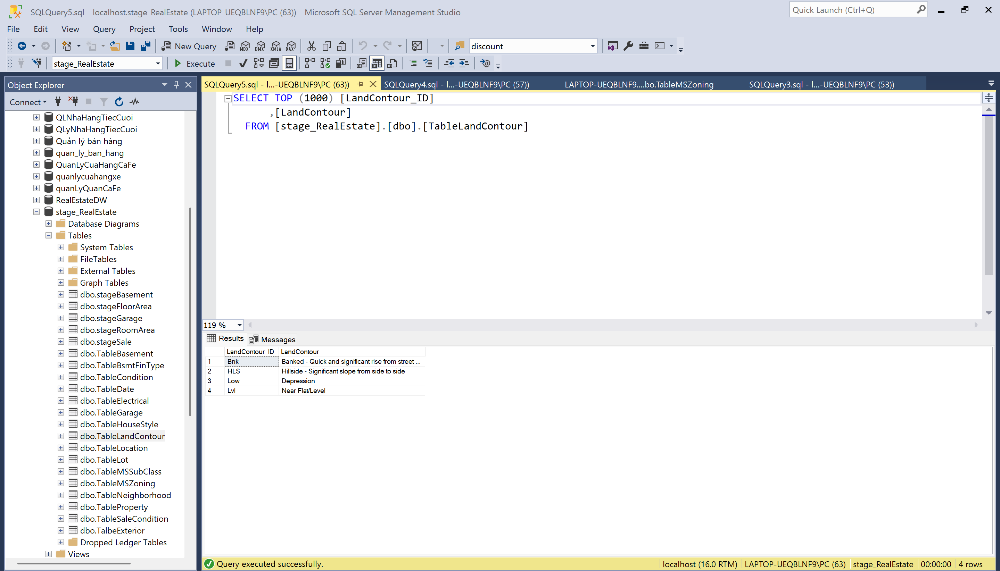 SQLQuery5.sql - localhost.stage_RealEstate (LAPTOP-UEQBLNF9\PC (63)) - Microsoft SQL Server Management Studio
Quick Launch (Ctrl+Q)
File Edit View Query Project Tools Window Help
New Query MDX DMX XMLA DAX discount
stage_RealEstate Execute
Object Explorer
Connect
QLNhaHangTiecCuoi
QLyNhaHangTiecCuoi
Quản lý bán hàng
quan_ly_ban_hang
QuanLyCuaHangCaFe
quanlycuahangxe
quanLyQuanCaFe
RealEstateDW
stage_RealEstate
Database Diagrams
Tables
System Tables
FileTables
External Tables
Graph Tables
dbo.stageBasement
dbo.stageFloorArea
dbo.stageGarage
dbo.stageRoomArea
dbo.stageSale
dbo.TableBasement
dbo.TableBsmtFinType
dbo.TableCondition
dbo.TableDate
dbo.TableElectrical
dbo.TableGarage
dbo.TableHouseStyle
dbo.TableLandContour
dbo.TableLocation
dbo.TableLot
dbo.TableMSSubClass
dbo.TableMSZoning
dbo.TableNeighborhood
dbo.TableProperty
dbo.TableSaleCondition
dbo.TalbeExterior
Dropped Ledger Tables
Views
SQLQuery5.sql - l...-UEQBLNF9\PC (63)) SQLQuery4.sql - l...-UEQBLNF9\PC (57)) LAPTOP-UEQBLNF9....bo.TableMSZoning SQLQuery3.sql - l...-UEQBLNF9\PC (53))
SELECT TOP (1000) [LandContour_ID]
,[LandContour]
FROM [stage_RealEstate].[dbo].[TableLandContour]
119 %
Results Messages
LandContour_ID LandContour
1 Bnk Banked - Quick and significant rise from street ...
2 HLS Hillside - Significant slope from side to side
3 Low Depression
4 Lvl Near Flat/Level
Query executed successfully. localhost (16.0 RTM) LAPTOP-UEQBLNF9\PC (63) stage_RealEstate 00:00:00 4 rows